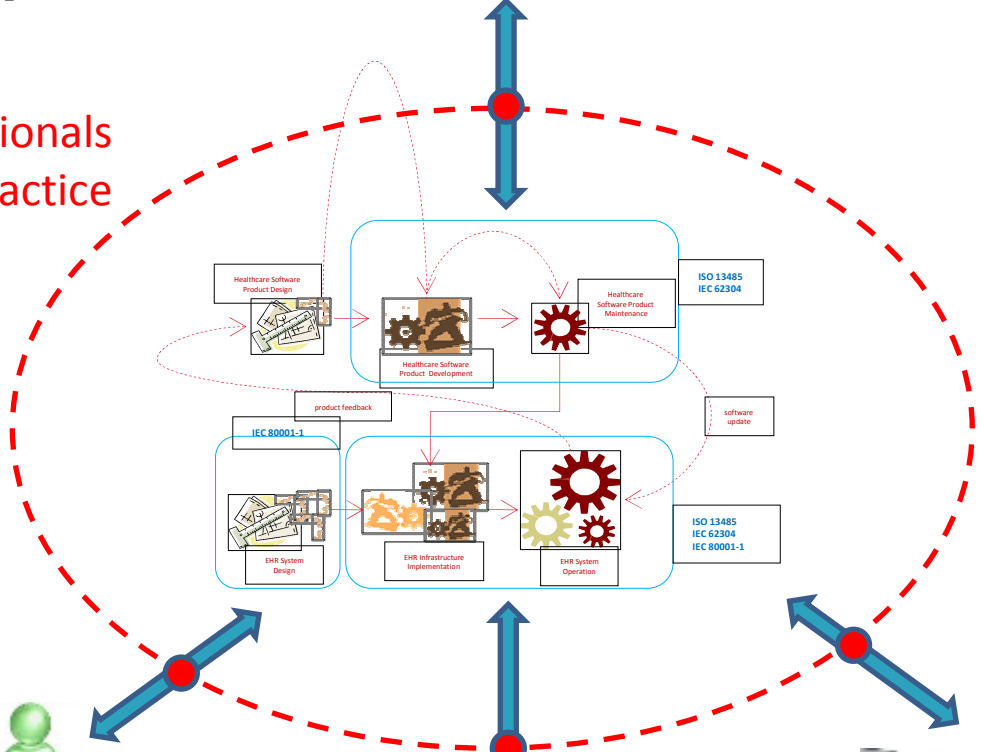 ionals
actice
Healthcare Software
Product Design
ISO 13485
IEC 62304
Healthcare
Software Product
Maintenance
Healthcare Software
Product Development
product feedback
software
update
IEC 80001-1
ISO 13485
IEC 62304
IEC 80001-1
EHR System
Design
EHR Infrastructure
Implementation
EHR System
Operation